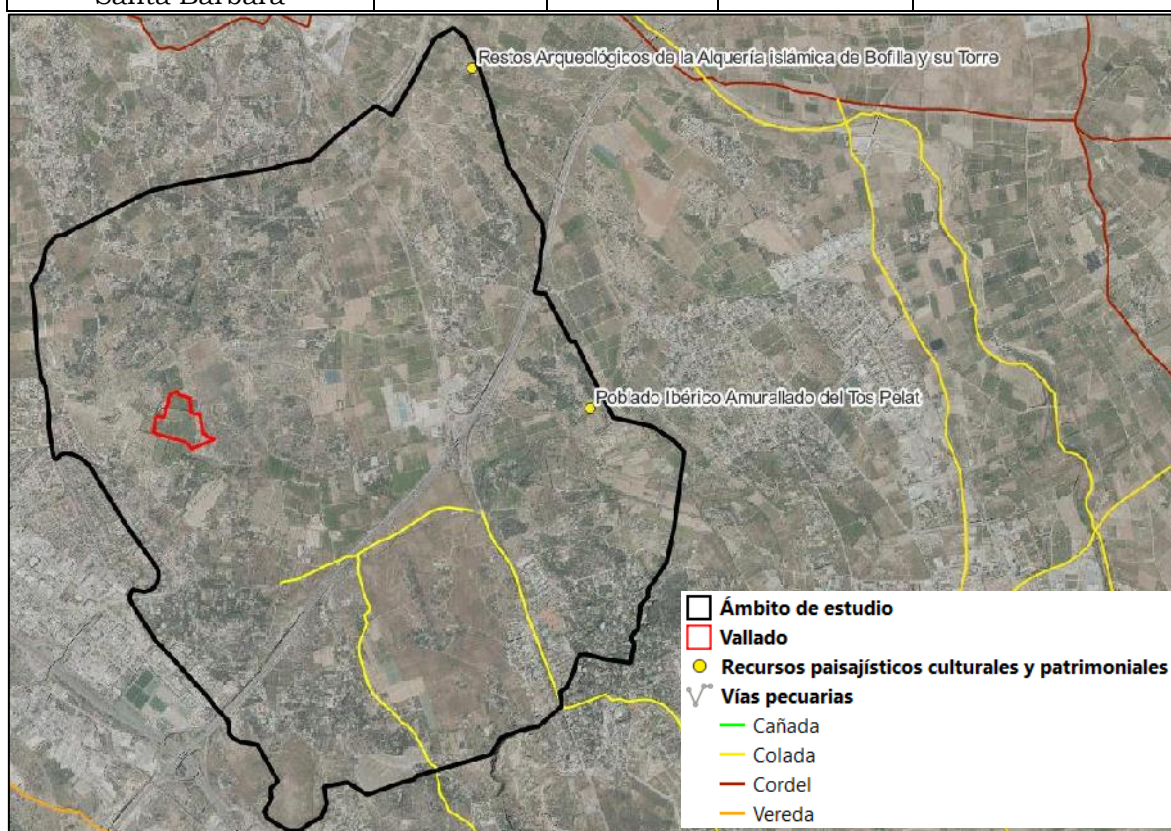 Santa Bárbara
Restos Arqueológicos de la Alquería islámica de Bofilla y su Torre
Poblado Ibérico Amurallado del Tos Pelat
Ámbito de estudio
Vallado
Recursos paisajísticos culturales y patrimoniales
Vías pecuarias
Cañada
Colada
Cordel
Vereda